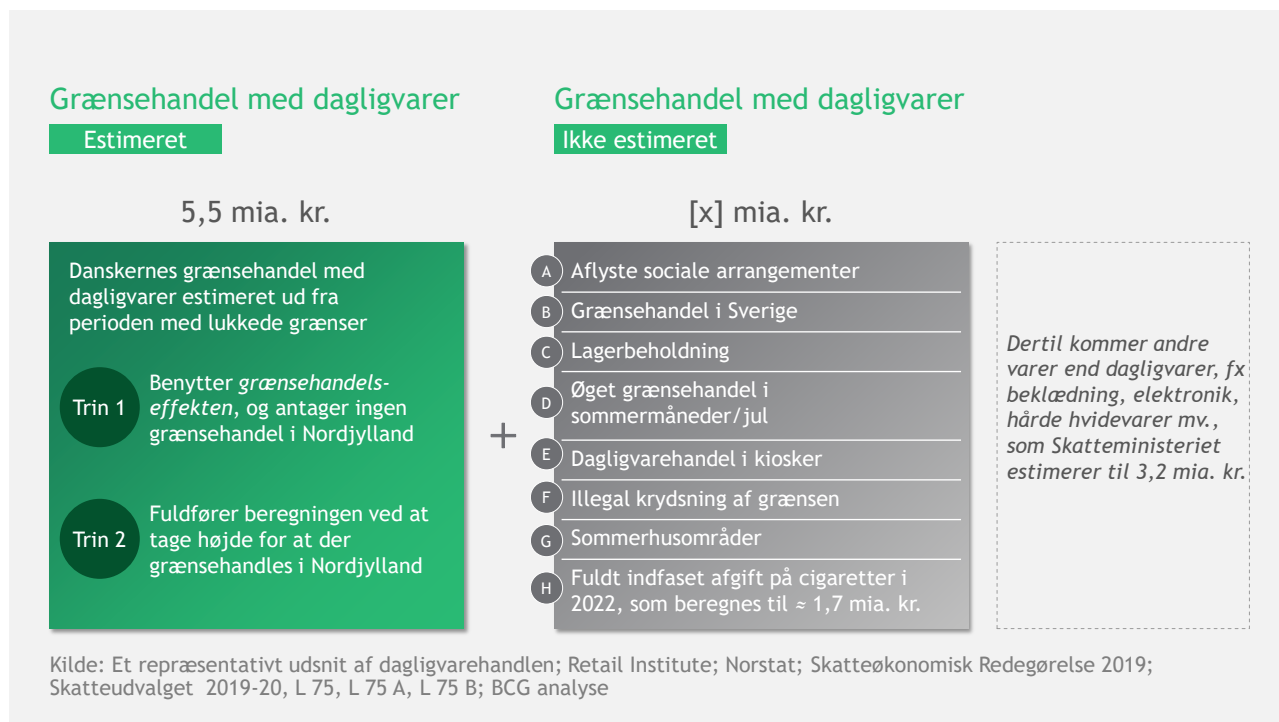 Grænsehandel med dagligvarer
Estimeret
5,5 mia. kr.
Danskernes grænsehandel med
dagligvarer estimeret ud fra
perioden med lukkede grænser
Trin 1
Benytter grænsehandels-
effekten, og antager ingen
grænsehandel i Nordjylland
Trin 2
Fuldfører beregningen ved at
tage højde for at der
grænsehandles i Nordjylland
+
Grænsehandel med dagligvarer
Ikke estimeret
[x] mia. kr.
A Aflyste sociale arrangementer
B Grænsehandel i Sverige
C Lagerbeholdning
D Øget grænsehandel i
sommermåneder/jul
E Dagligvarehandel i kiosker
F Illegal krydsning af grænsen
G Sommerhusområder
H Fuldt indfaset afgift på cigaretter i
2022, som beregnes til ≈ 1,7 mia. kr.
Dertil kommer andre
varer end dagligvarer, fx
beklædning, elektronik,
hårde hvidevarer mv.,
som Skatteministeriet
estimerer til 3,2 mia. kr.
Kilde: Et repræsentativt udsnit af dagligvarehandlen; Retail Institute; Norstat; Skatteøkonomisk Redegørelse 2019;
Skatteudvalget 2019-20, L 75, L 75 A, L 75 B; BCG analyse